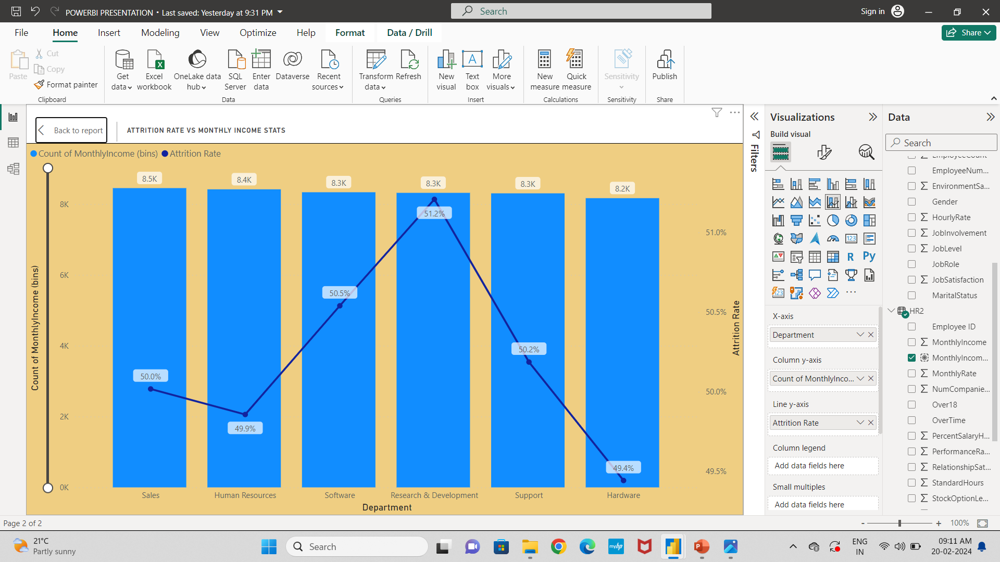 POWERBI PRESENTATION • Last saved: Yesterday at 9:31 PM
Search
Sign in
File
Home
Insert
Modeling
View
Optimize
Help
Format
Data / Drill
Share
Paste
Cut
Copy
Format painter
Clipboard
Get data
Excel workbook
OneLake data hub
SQL Server
Enter data
Dataverse
Recent sources
Data
Transform data
Refresh
Queries
New visual
Text box
More visuals
Insert
New measure
Quick measure
Calculations
Sensitivity
Sensitivity
Publish
Share
Back to report
ATTRITION RATE VS MONTHLY INCOME STATS
Count of MonthlyIncome (bins)
Attrition Rate
Count of MonthlyIncome (bins)
8K
6K
4K
2K
0K
8.5K
8.4K
8.3K
8.3K
8.3K
8.2K
50.0%
49.9%
50.5%
51.2%
50.2%
49.4%
51.0%
50.5%
50.0%
49.5%
Attrition Rate
Sales
Human Resources
Software
Research & Development
Support
Hardware
Department
Filters
Visualizations
Build visual
123
R
Py
123
X-axis
Department
Column y-axis
Count of MonthlyInco...
Line y-axis
Attrition Rate
Column legend
Add data fields here
Small multiples
Add data fields here
Data
Search
EmployeeCount
EmployeeNum...
EnvironmentSa...
Gender
HourlyRate
JobInvolvement
JobLevel
JobRole
JobSatisfaction
MaritalStatus
HR2
Employee ID
MonthlyIncome
MonthlyIncom...
MonthlyRate
NumCompanie...
Over18
OverTime
PercentSalaryH...
PerformanceRa...
RelationshipSat...
StandardHours
StockOptionLe...
Page 2 of 2
- + 100%
21°C
Partly sunny
Search
myhp
ENG
IN
09:11 AM
20-02-2024